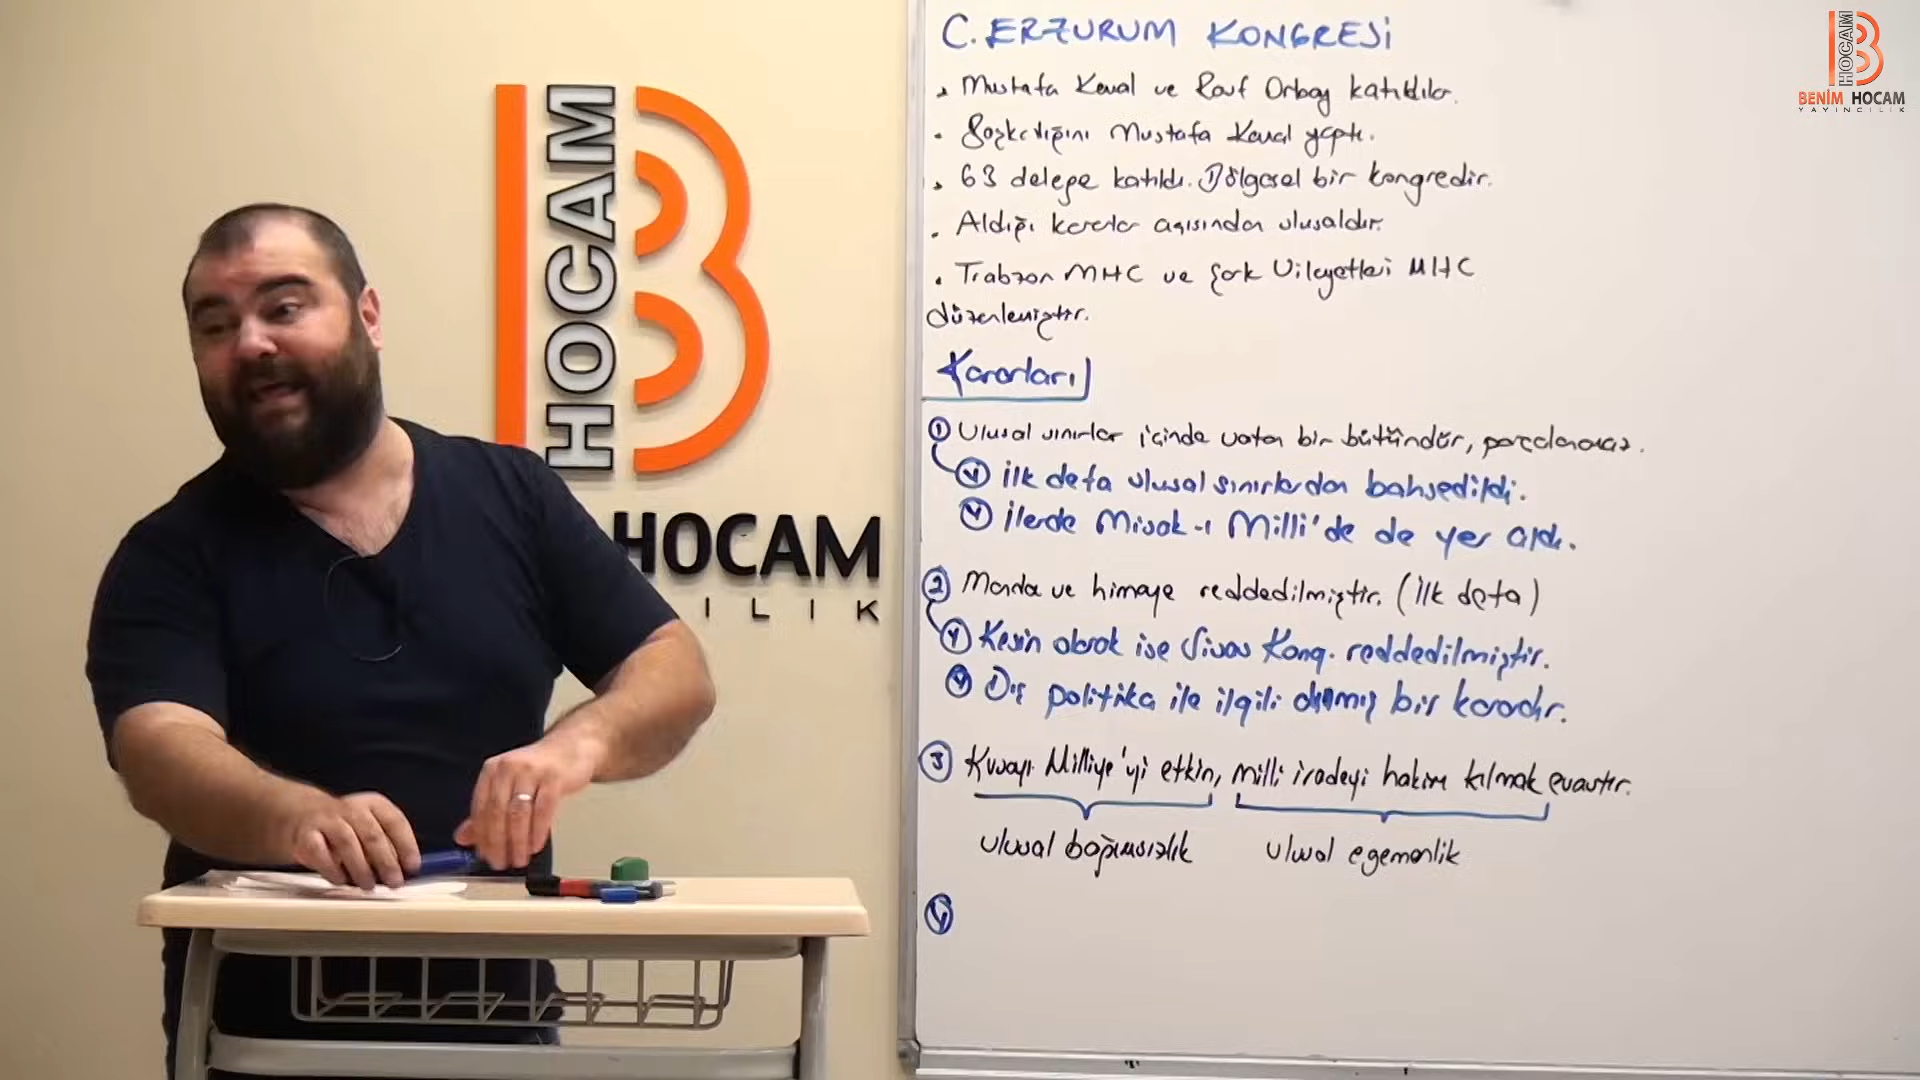 HOCAM
HOCAM
I L I K
HOCAM
BENİM HOCAM
YAYINCILIK
C. ERZURUM KONGRESİ
• Mustafa Kemal ve Rauf Orbay katıldılar.
• Başkanlığını Mustafa Kemal yaptı.
• 63 delege katıldı. Bölgesel bir kongredir.
• Aldığı kararlar açısından ulusaldır.
• Trabzon MHC ve Şark Vilayetleri MHC
düzenlemiştir.
Kararları
1 Ulusal sınırlar içinde vatan bir bütündür, parçalanamaz.
İlk defa ulusal sınırlardan bahsedildi.
İlerde Misak-ı Milli'de de yer aldı.
2 Manda ve himaye reddedilmiştir. (İlk defa)
Kesin olarak ise Sivas Kong. reddedilmiştir.
Dış politika ile ilgili alınmış bir karardır.
3 Kuvayı Milliye'yi etkin, milli iradeyi hakim kılmak esastır.
ulusal bağımsızlık ulusal egemenlik